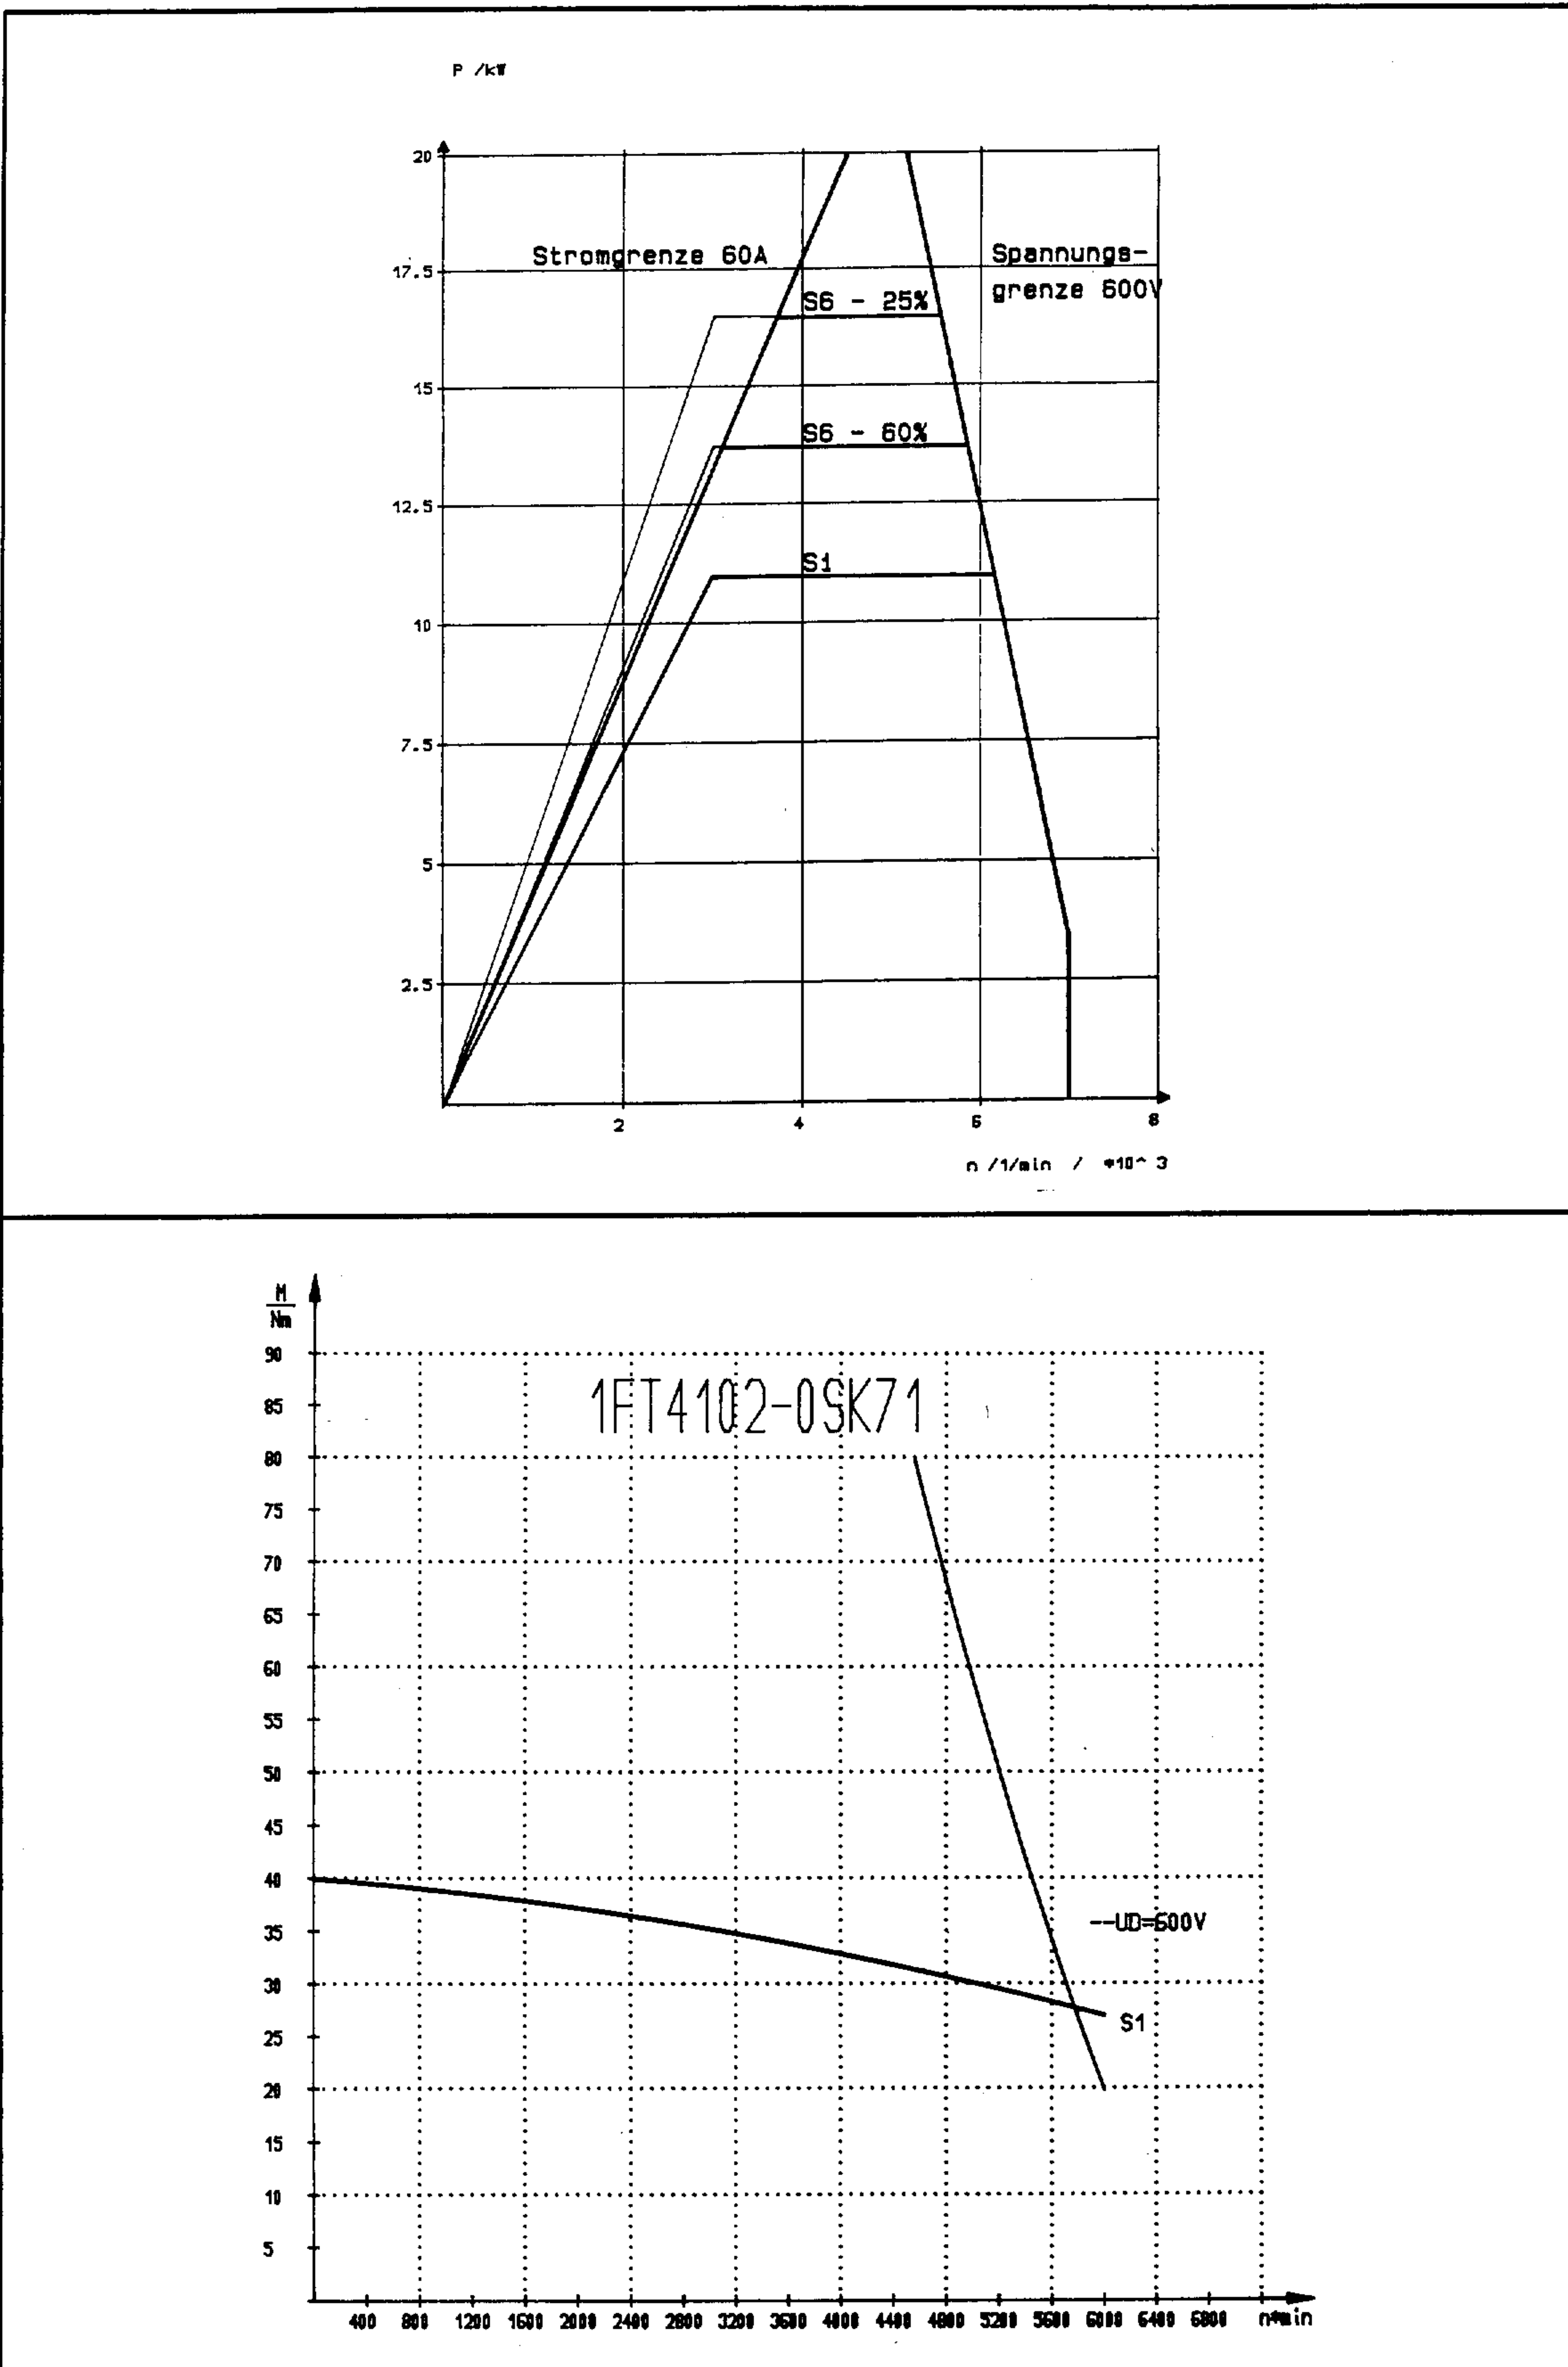 P /kW
20
Stromgrenze 60A
Spannungs-
17.5
grenze 600V
S6 - 25%
15
S6 - 60%
12.5
S1
10
7.5
5
2.5
2 4 6 8
n /1/min / *10^ 3
M
Nm
90
1FT4102-0SK71
85
80
75
70
65
60
55
50
45
40
35
--UD=600V
30
25
S1
20
15
10
5
400 800 1200 1600 2000 2400 2800 3200 3600 4000 4400 4800 5200 5600 6000 6400 6800 n*min